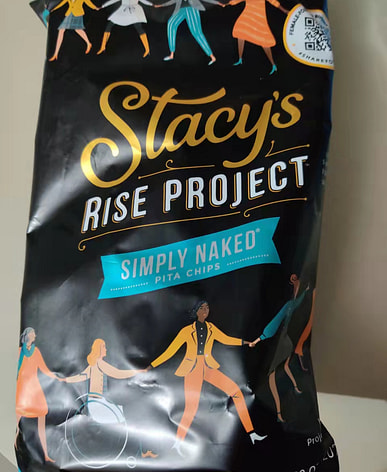 Stacy's
RISE PROJECT
SIMPLY NAKED®
PITA CHIPS